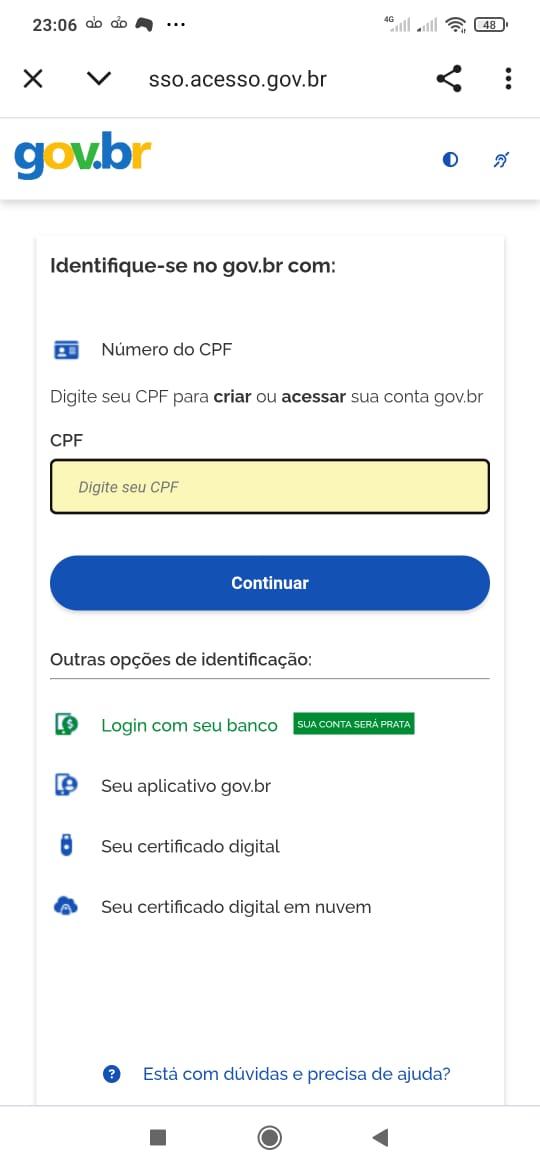 23:06
4G
48
sso.acesso.gov.br
gov.br
Identifique-se no gov.br com:
Número do CPF
Digite seu CPF para criar ou acessar sua conta gov.br
CPF
Digite seu CPF
Continuar
Outras opções de identificação:
Login com seu banco SUA CONTA SERÁ PRATA
Seu aplicativo gov.br
Seu certificado digital
Seu certificado digital em nuvem
Está com dúvidas e precisa de ajuda?